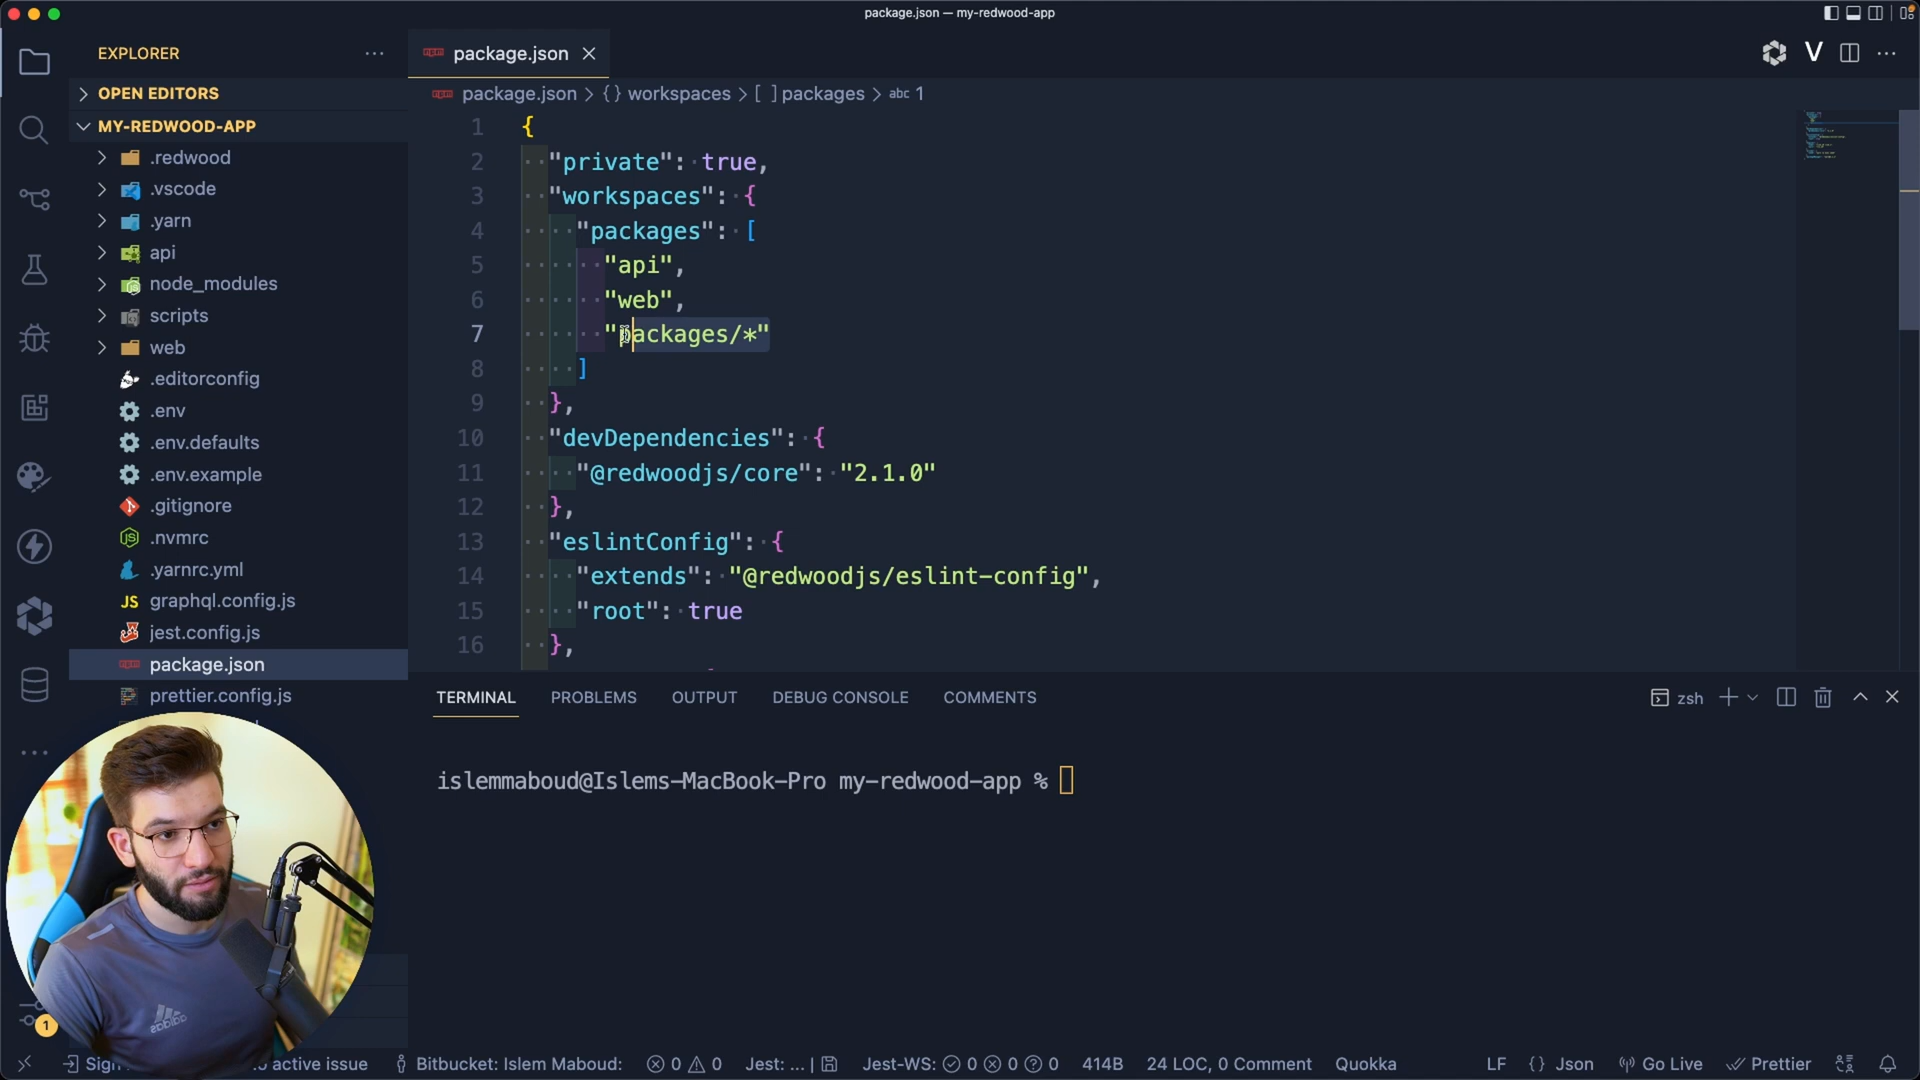 package.json — my-redwood-app
EXPLORER
OPEN EDITORS
MY-REDWOOD-APP
.redwood
.vscode
.yarn
api
node_modules
scripts
web
.editorconfig
.env
.env.defaults
.env.example
.gitignore
.nvmrc
.yarnrc.yml
JS graphql.config.js
jest.config.js
package.json
prettier.config.js
package.json
V
package.json > {} workspaces > [ ] packages > abc 1
1 {
2 "private": true,
3 "workspaces": {
4 "packages": [
5 "api",
6 "web",
7 "packages/*"
8 ]
9 },
10 "devDependencies": {
11 "@redwoodjs/core": "2.1.0"
12 },
13 "eslintConfig": {
14 "extends": "@redwoodjs/eslint-config",
15 "root": true
16 },
TERMINAL PROBLEMS OUTPUT DEBUG CONSOLE COMMENTS
zsh
islemmaboud@Islems-MacBook-Pro my-redwood-app %
adidas
1
active issue Bitbucket: Islem Maboud: 0 0 Jest: ... | Jest-WS: 0 0 0 414B 24 LOC, 0 Comment Quokka LF {} Json Go Live Prettier